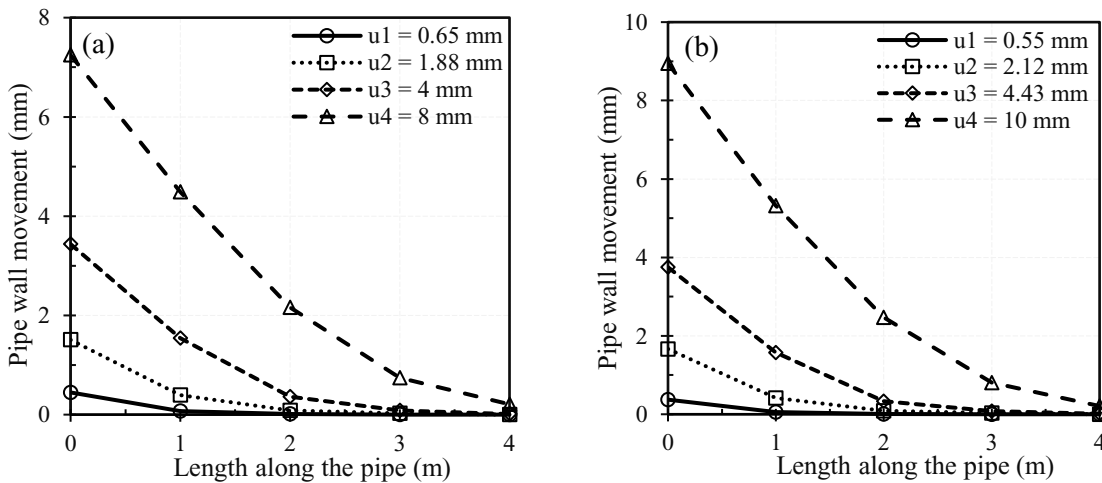 (a)
u1 = 0.65 mm
u2 = 1.88 mm
u3 = 4 mm
u4 = 8 mm
8
6
4
2
0
Pipe wall movement (mm)
0 1 2 3 4
Length along the pipe (m)
(b)
u1 = 0.55 mm
u2 = 2.12 mm
u3 = 4.43 mm
u4 = 10 mm
10
8
6
4
2
0
Pipe wall movement (mm)
0 1 2 3 4
Length along the pipe (m)